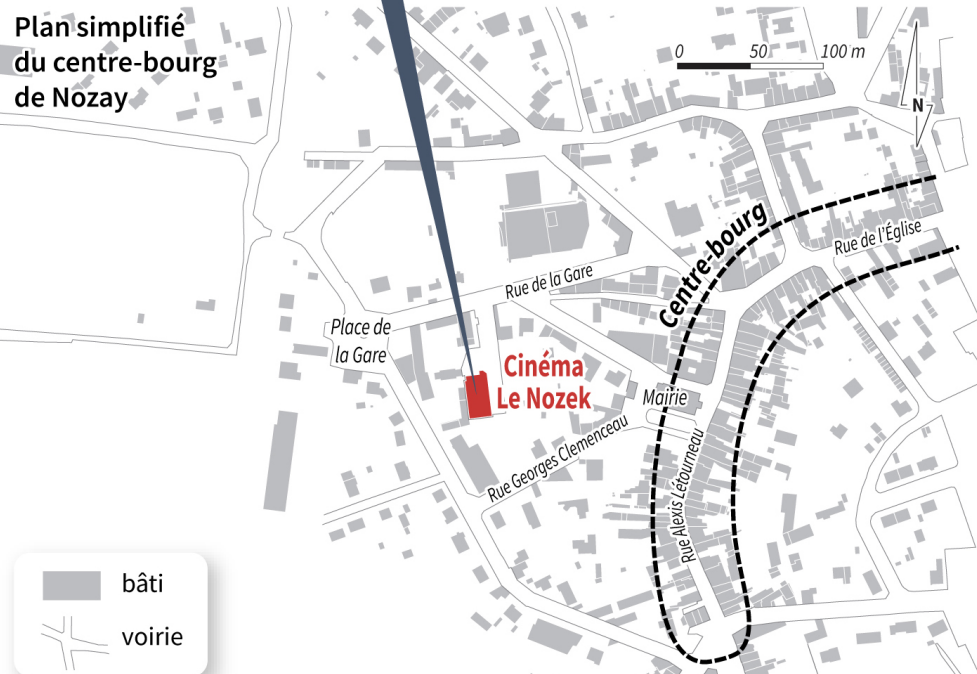 Plan simplifié
du centre-bourg
de Nozay
0 50 100 m
N
Centre-bourg
Rue de l'Église
Rue de la Gare
Place de
la Gare
Cinéma
Le Nozek
Mairie
Rue Georges Clemenceau
Rue Alexis Létourneau
bâti
voirie